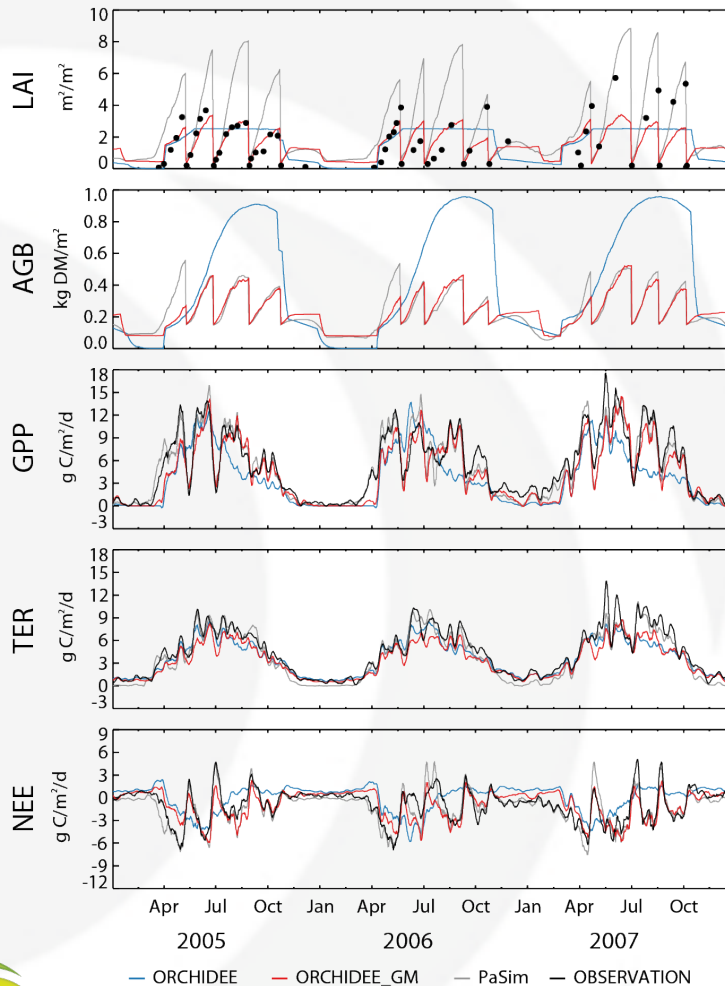 10
8
6
4
2
0
LAI
m²/m²
1.0
0.8
0.6
0.4
0.2
0.0
AGB
kg DM/m²
18
15
12
9
6
3
0
-3
GPP
g C/m²/d
18
15
12
9
6
3
0
-3
TER
g C/m²/d
9
6
3
0
-3
-6
-9
-12
NEE
g C/m²/d
Apr Jul Oct Jan Apr Jul Oct Jan Apr Jul Oct
2005 2006 2007
ORCHIDEE ORCHIDEE_GM PaSim OBSERVATION